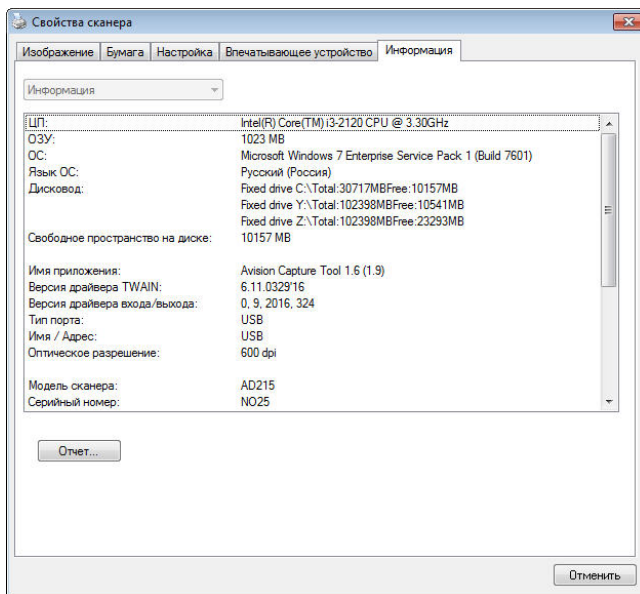 Свойства сканера
Изображение Бумага Настройка Впечатывающее устройство Информация
Информация
ЦП: Intel(R) Core(TM) i3-2120 CPU @ 3.30GHz
ОЗУ: 1023 MB
ОС: Microsoft Windows 7 Enterprise Service Pack 1 (Build 7601)
Язык ОС: Русский (Россия)
Дисковод: Fixed drive C:\Total:30717MBFree:10157MB
Fixed drive Y:\Total:102398MBFree:10541MB
Fixed drive Z:\Total:102398MBFree:23293MB
Свободное пространство на диске: 10157 MB
Имя приложения: Avision Capture Tool 1.6 (1.9)
Версия драйвера TWAIN: 6.11.0329'16
Версия драйвера входа/выхода: 0, 9, 2016, 324
Тип порта: USB
Имя / Адрес: USB
Оптическое разрешение: 600 dpi
Модель сканера: AD215
Серийный номер: NO25
Отчет...
Отменить